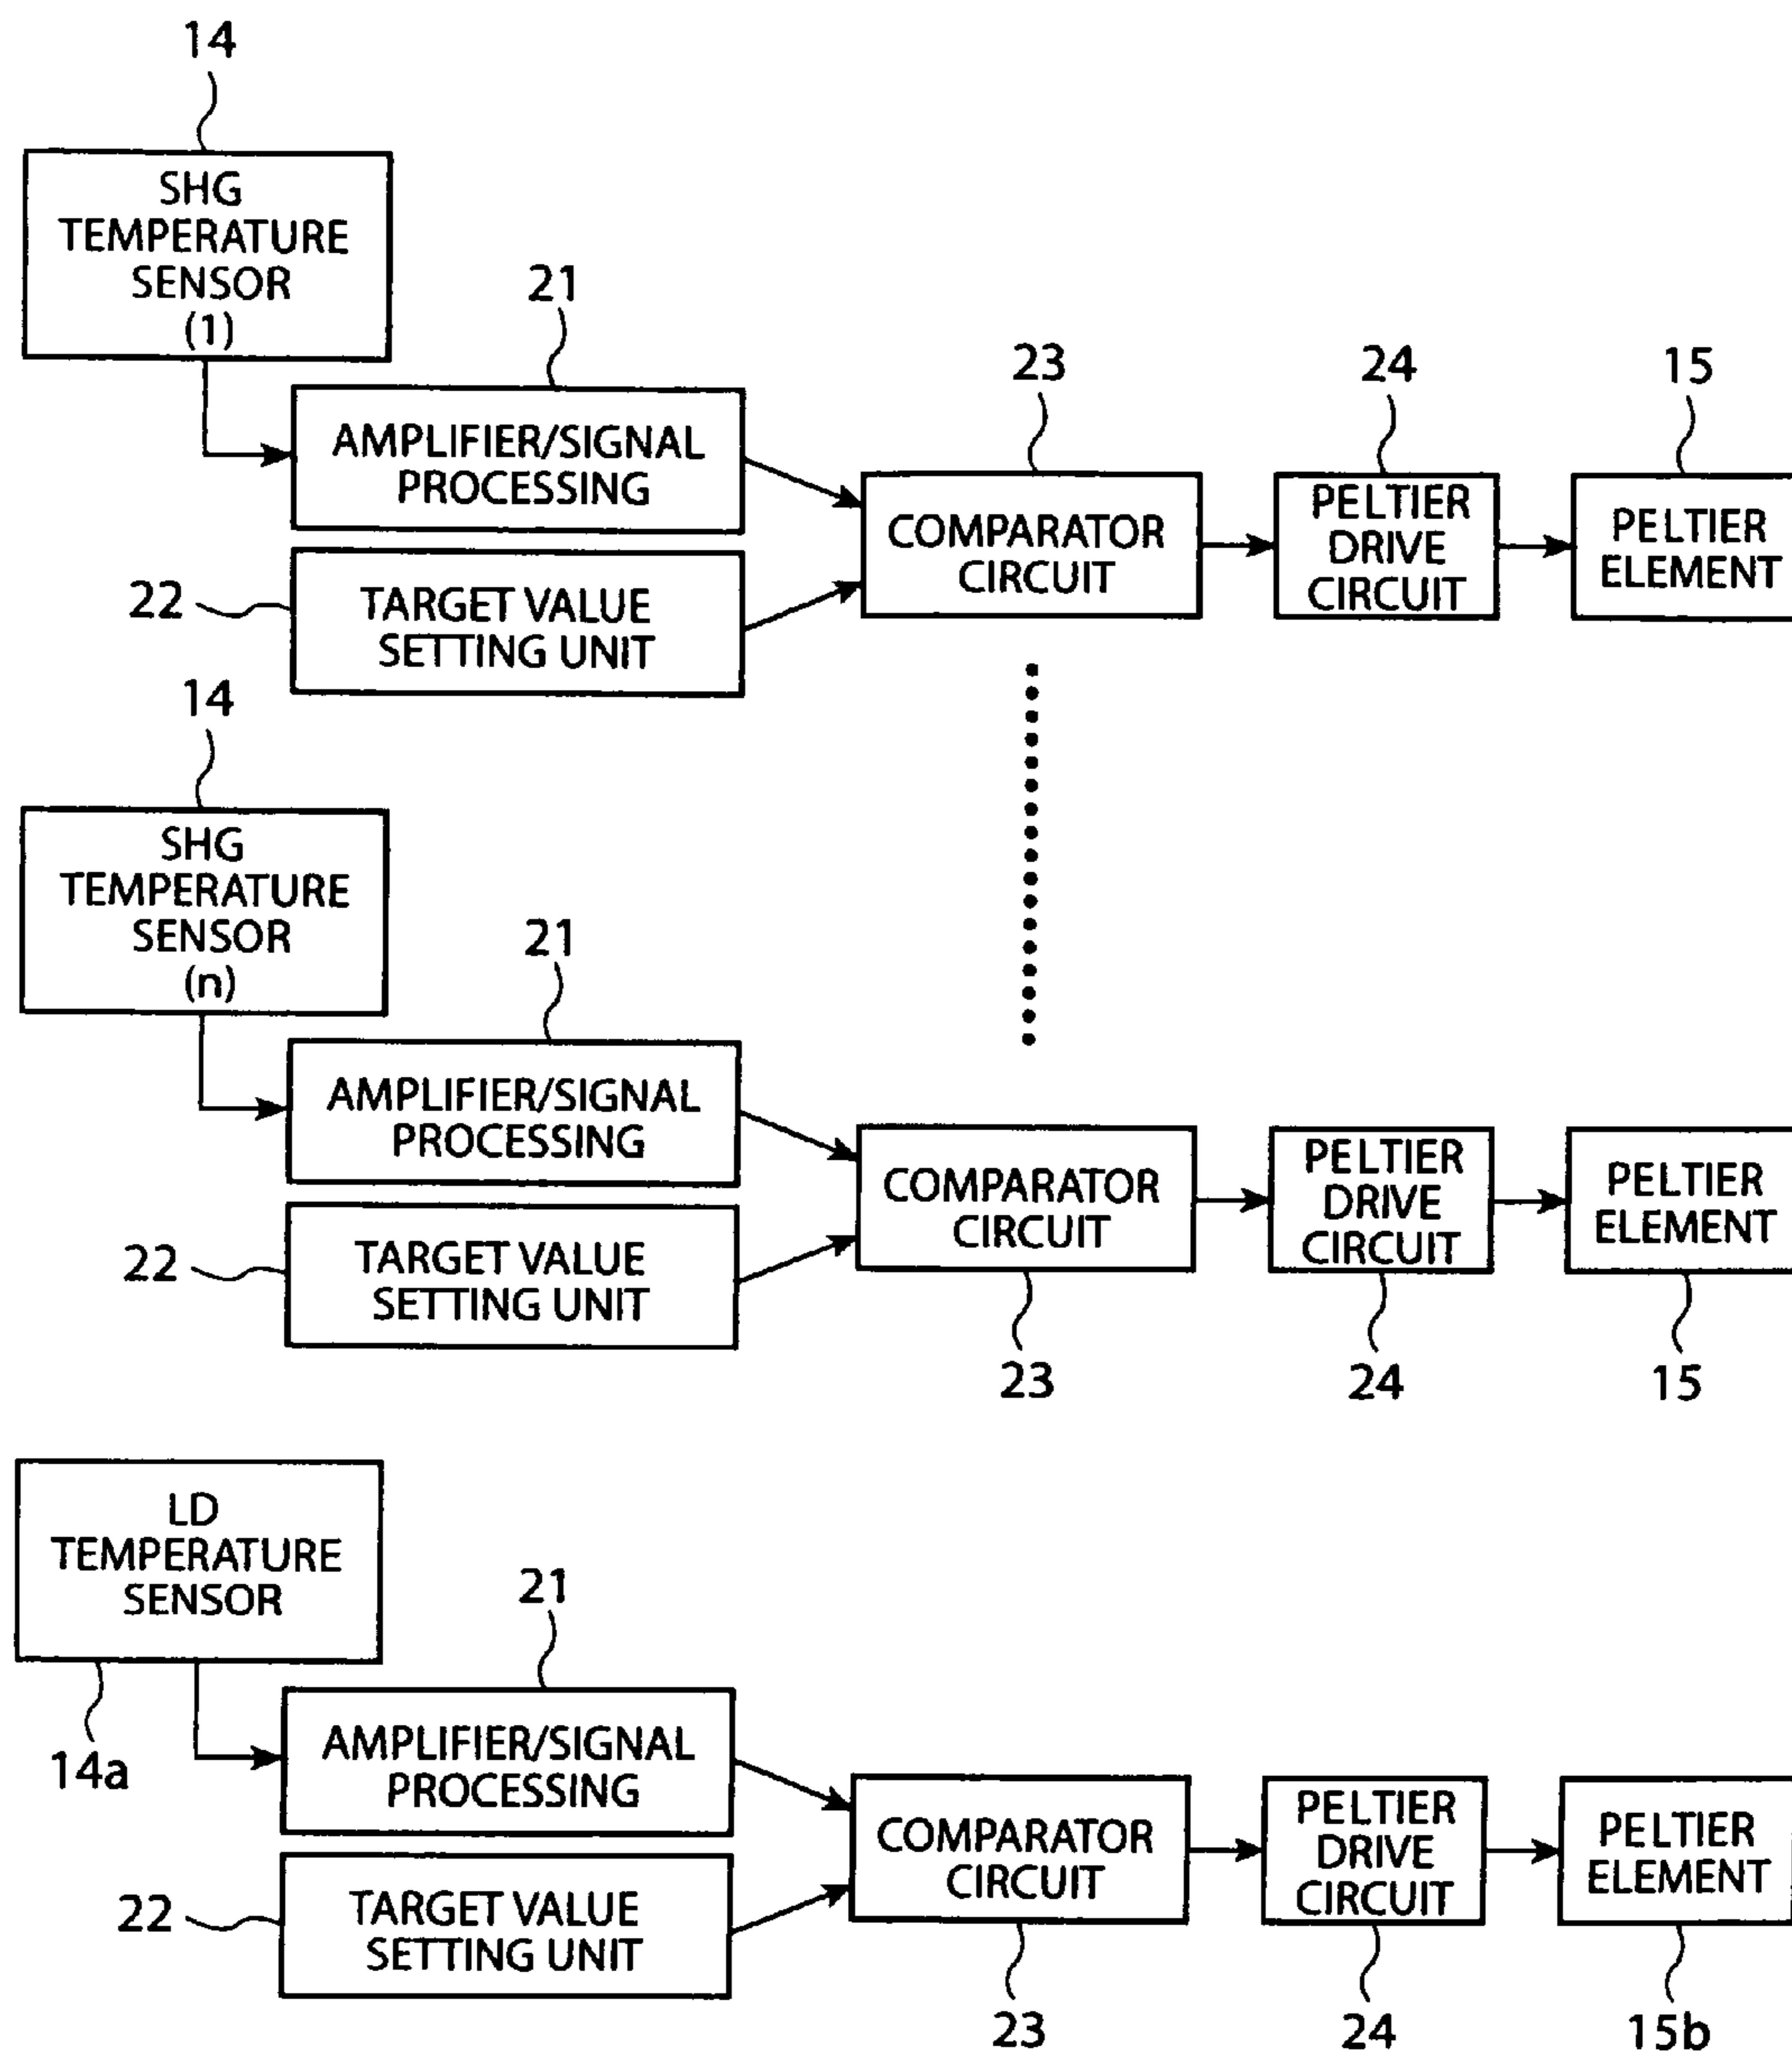 14
SHG
TEMPERATURE
SENSOR
(1)
21
AMPLIFIER/SIGNAL
PROCESSING
22
TARGET VALUE
SETTING UNIT
23
COMPARATOR
CIRCUIT
24
PELTIER
DRIVE
CIRCUIT
15
PELTIER
ELEMENT
14
SHG
TEMPERATURE
SENSOR
(n)
21
AMPLIFIER/SIGNAL
PROCESSING
22
TARGET VALUE
SETTING UNIT
COMPARATOR
CIRCUIT
23
PELTIER
DRIVE
CIRCUIT
24
PELTIER
ELEMENT
15
LD
TEMPERATURE
SENSOR
14a
21
AMPLIFIER/SIGNAL
PROCESSING
22
TARGET VALUE
SETTING UNIT
COMPARATOR
CIRCUIT
23
PELTIER
DRIVE
CIRCUIT
24
PELTIER
ELEMENT
15b